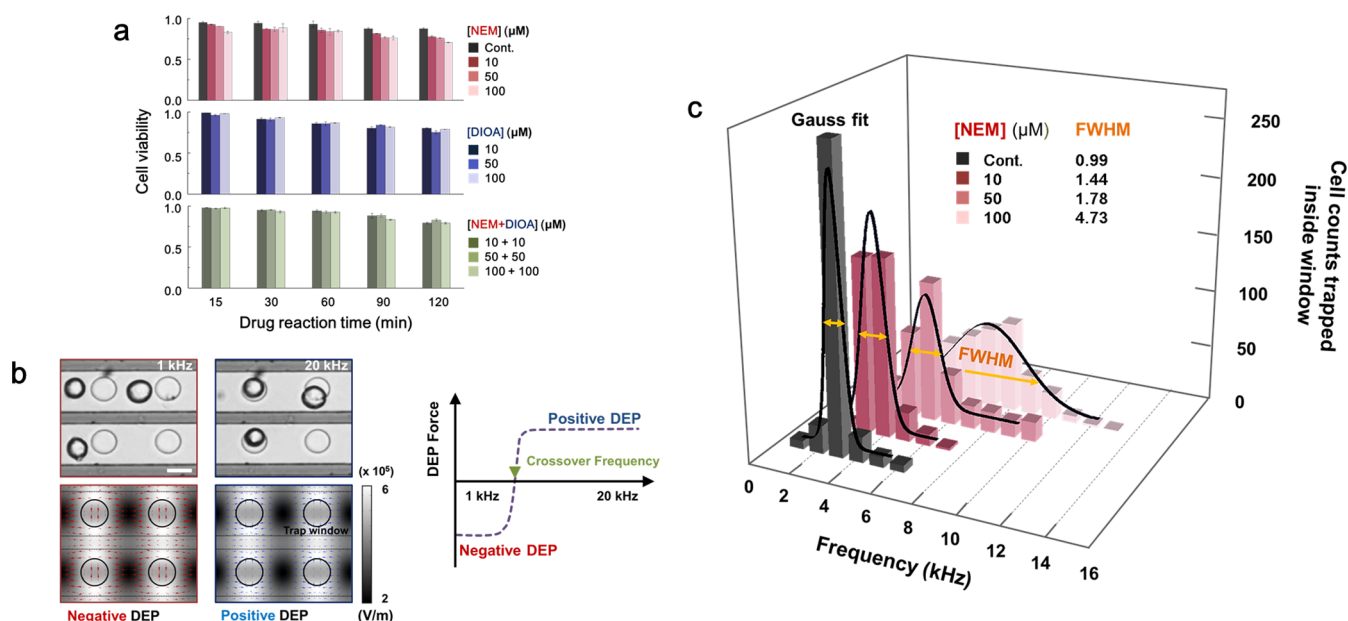 a
1.0
0.5
0.0
1.0
0.5
0.0
1.0
0.5
0.0
Cell viability
15 30 60 90 120
Drug reaction time (min)
[NEM] (µM)
Cont.
10
50
100
[DIOA] (µM)
10
50
100
[NEM+DIOA] (µM)
10 + 10
50 + 50
100 + 100
b
1 kHz
20 kHz
Trap window
(x 10⁵)
6
2
(V/m)
Negative DEP
Positive DEP
DEP Force
Positive DEP
Crossover Frequency
1 kHz
20 kHz
Negative DEP
c
Gauss fit
[NEM] (µM) FWHM
Cont. 0.99
10 1.44
50 1.78
100 4.73
FWHM
250
200
150
100
50
0
Cell counts trapped
inside window
0 2 4 6 8 10 12 14 16
Frequency (kHz)